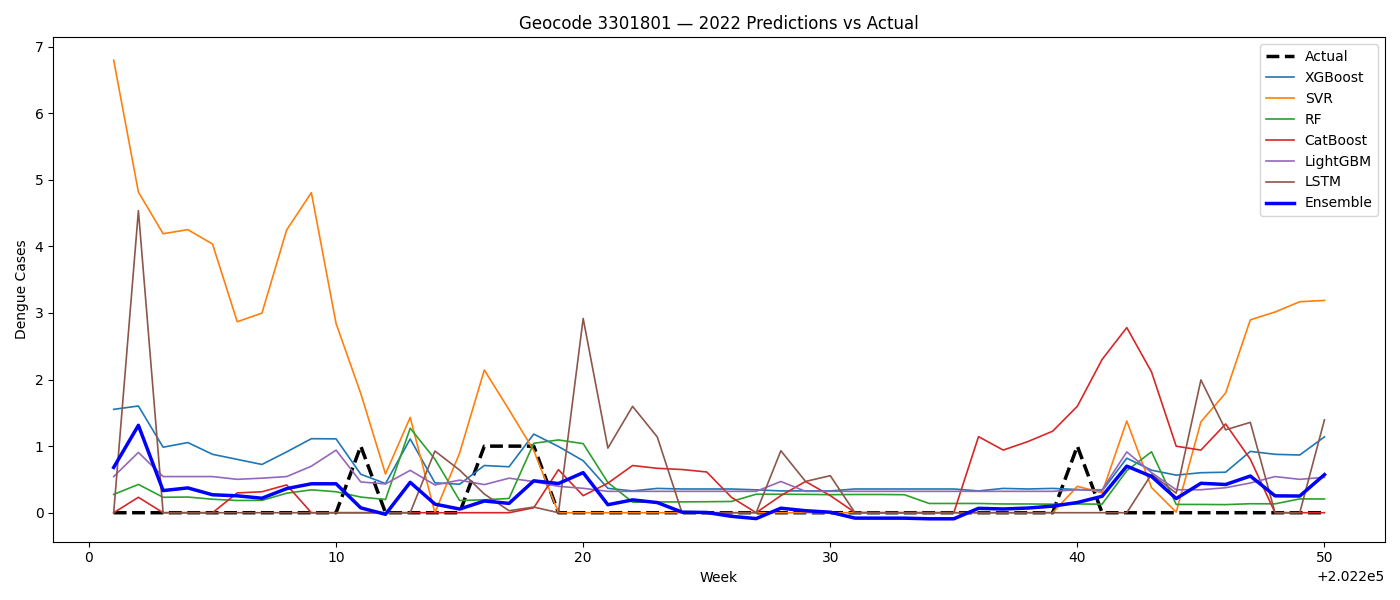 Geocode 3301801 — 2022 Predictions vs Actual
7
6
5
4
3
2
1
0
Dengue Cases
Actual
XGBoost
SVR
RF
CatBoost
LightGBM
LSTM
Ensemble
0 10 20 30 40 50
+2.022e5
Week